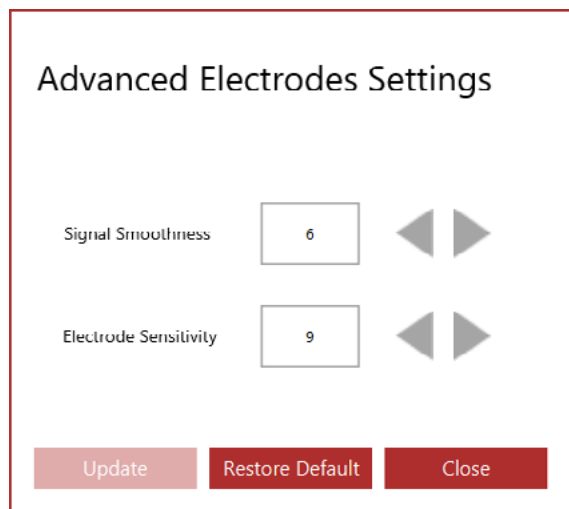 Advanced Electrodes Settings
Signal Smoothness 6
Electrode Sensitivity 9
Update Restore Default Close